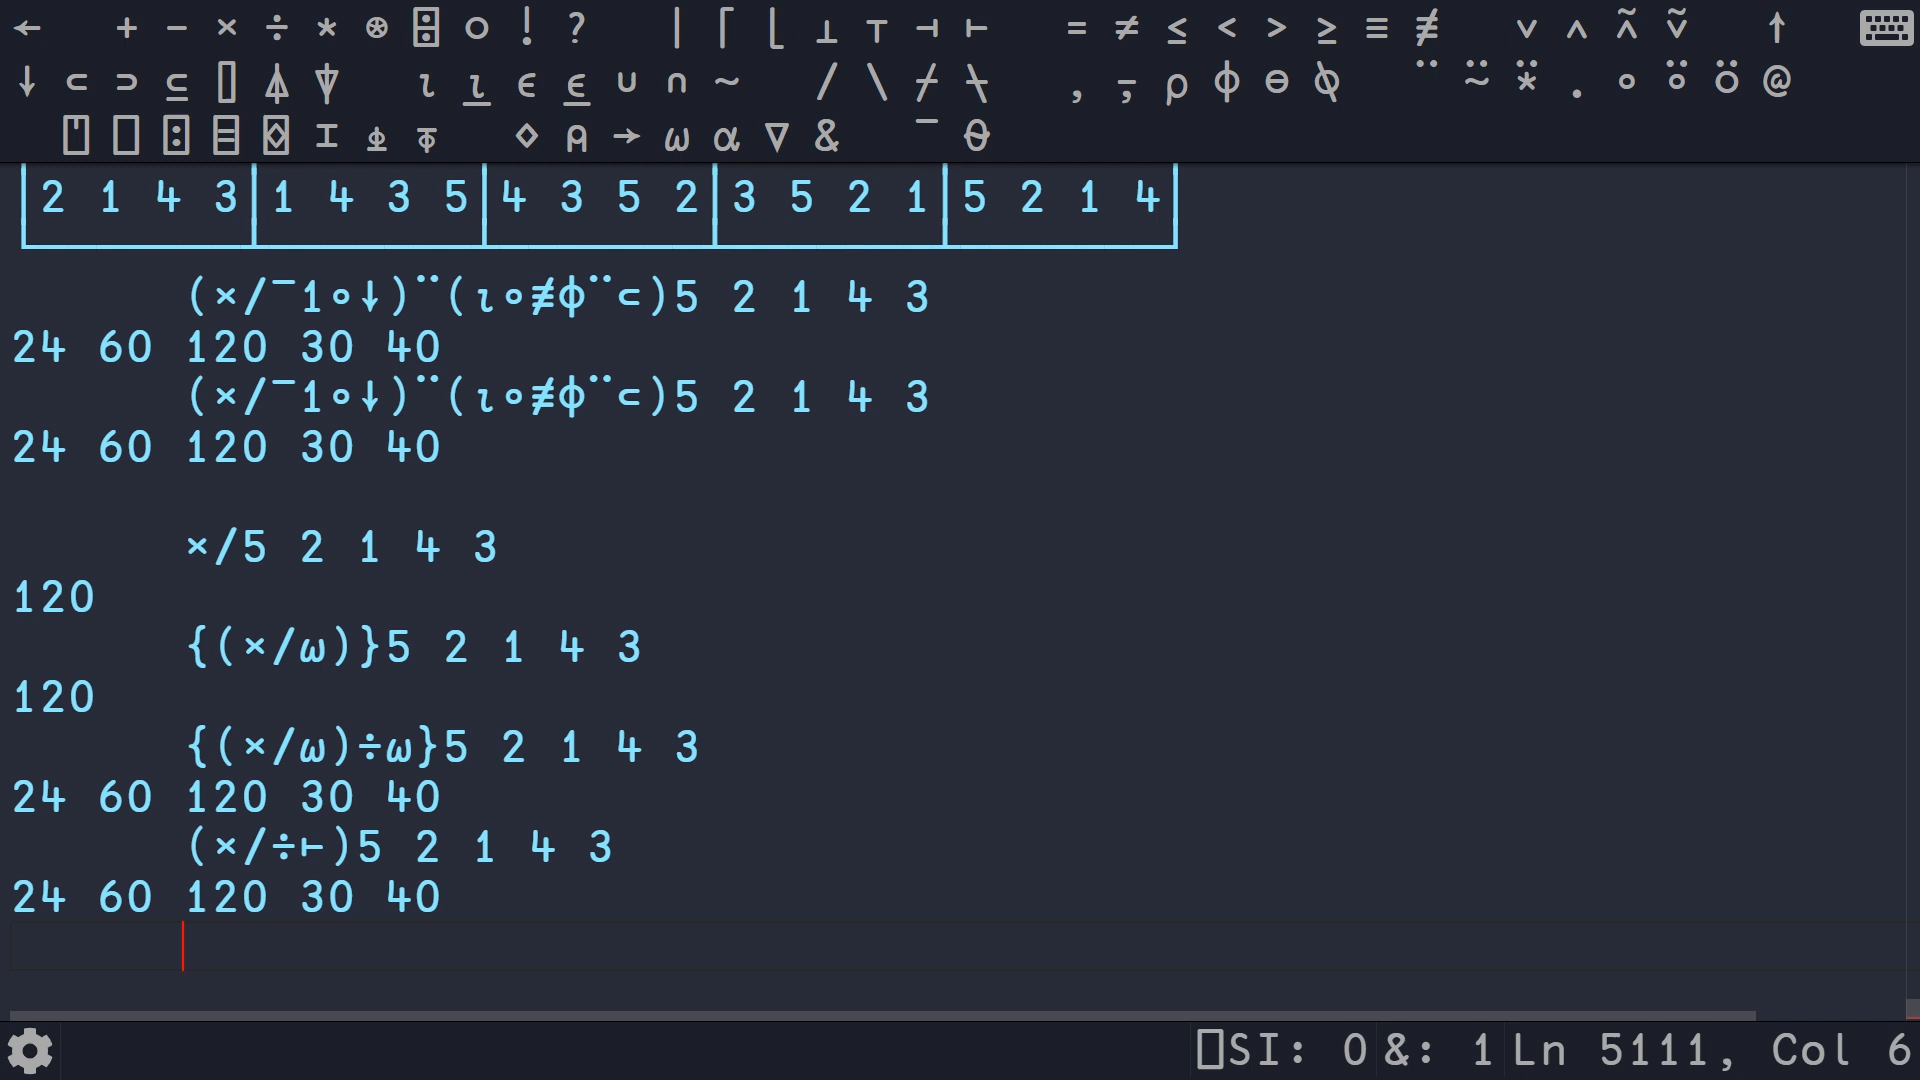 ← + - × ÷ * ⍟ ⌹ ○ ! ? | ⌈ ⌊ ⊥ ⊤ ⊣ ⊢ = ≠ ≤ < > ≥ ≡ ≢ ∨ ∧ ⍲ ⍱ ↑
↓ ⊂ ⊃ ⊆ ⌷ ⍋ ⍒ ⍳ ⍸ ∊ ⍷ ∪ ∩ ~ / \ ⌿ ⍀ , ⍪ ⍴ ⌽ ⊖ ⍉ ¨ ⍨ ⍣ . ∘ ⍤ ⍥ @
⍞ ⎕ ⍠ ⌸ ⌺ ⌶ ⍎ ⍕ ⋄ ⍝ → ⍵ ⍺ ∇ & ¯ ⍬
2 1 4 3 1 4 3 5 4 3 5 2 3 5 2 1 5 2 1 4
(×/¯1∘↓)¨(⍳∘≢⌽¨⊂)5 2 1 4 3
24 60 120 30 40
(×/¯1∘↓)¨(⍳∘≢⌽¨⊂)5 2 1 4 3
24 60 120 30 40
×/5 2 1 4 3
120
{(×/⍵)}5 2 1 4 3
120
{(×/⍵)÷⍵}5 2 1 4 3
24 60 120 30 40
(×/÷⊢)5 2 1 4 3
24 60 120 30 40
⎕SI: 0 &: 1 Ln 5111, Col 6